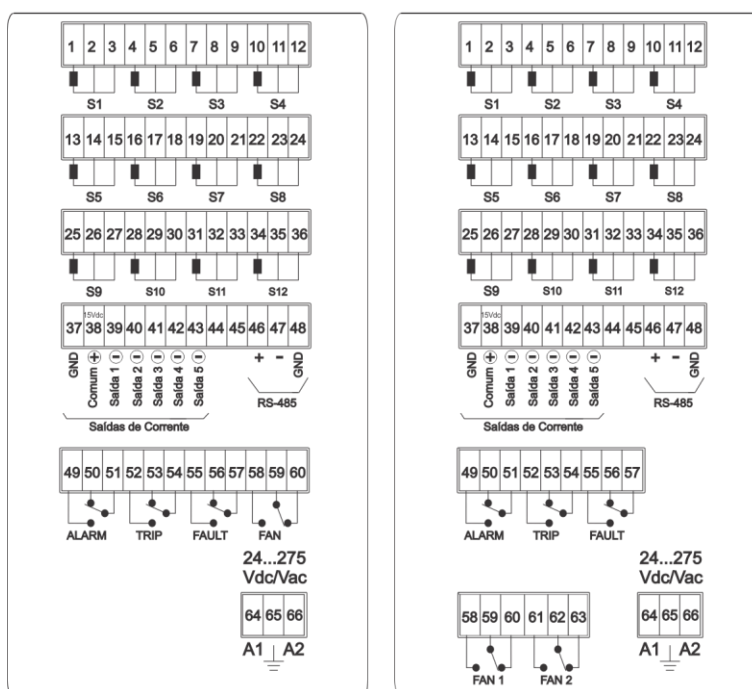 1 2 3 4 5 6 7 8 9 10 11 12
S1 S2 S3 S4
13 14 15 16 17 18 19 20 21 22 23 24
S5 S6 S7 S8
25 26 27 28 29 30 31 32 33 34 35 36
S9 S10 S11 S12
15Vdc
37 38 39 40 41 42 43 44 45 46 47 48
GND Comum + Saída 1 - Saída 2 - Saída 3 - Saída 4 - Saída 5 - + - GND
Saídas de Corrente RS-485
49 50 51 52 53 54 55 56 57 58 59 60
ALARM TRIP FAULT FAN
24...275
Vdc/Vac
64 65 66
A1 A2
1 2 3 4 5 6 7 8 9 10 11 12
S1 S2 S3 S4
13 14 15 16 17 18 19 20 21 22 23 24
S5 S6 S7 S8
25 26 27 28 29 30 31 32 33 34 35 36
S9 S10 S11 S12
15Vdc
37 38 39 40 41 42 43 44 45 46 47 48
GND Comum + Saída 1 - Saída 2 - Saída 3 - Saída 4 - Saída 5 - + - GND
Saídas de Corrente RS-485
49 50 51 52 53 54 55 56 57
ALARM TRIP FAULT
24...275
Vdc/Vac
58 59 60 61 62 63
FAN 1 FAN 2
64 65 66
A1 A2